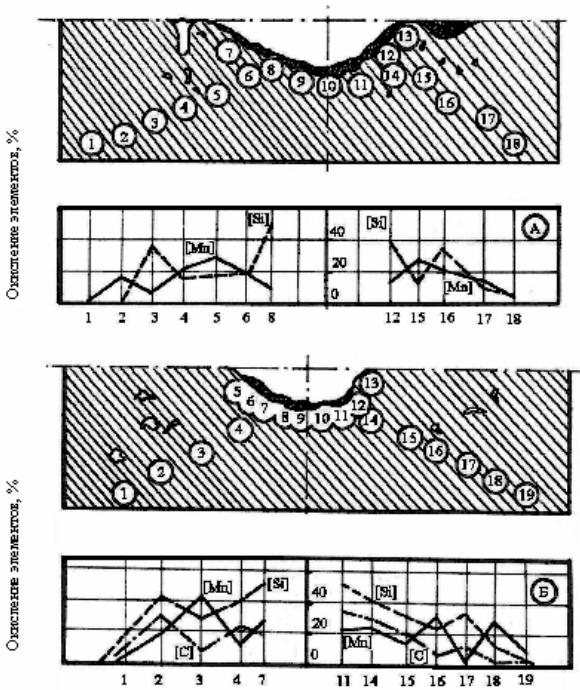 13
7 12
6 8 14 15
5 9 10 11
4 16
3 17
2
1 18
Окисление элементов, %
[Si] 40 [Si] А
[Mn]
20
[Mn]
0
1 2 3 4 5 6 8 12 15 16 17 18
5 13
6 7 12
8 9 10 11 14
4 15
3 16
2 17
18
1 19
Окисление элементов, %
[Mn] [Si] Б
40 [Si]
20
[C] [Mn] [C]
0
1 2 3 4 7 11 14 15 16 17 18 19